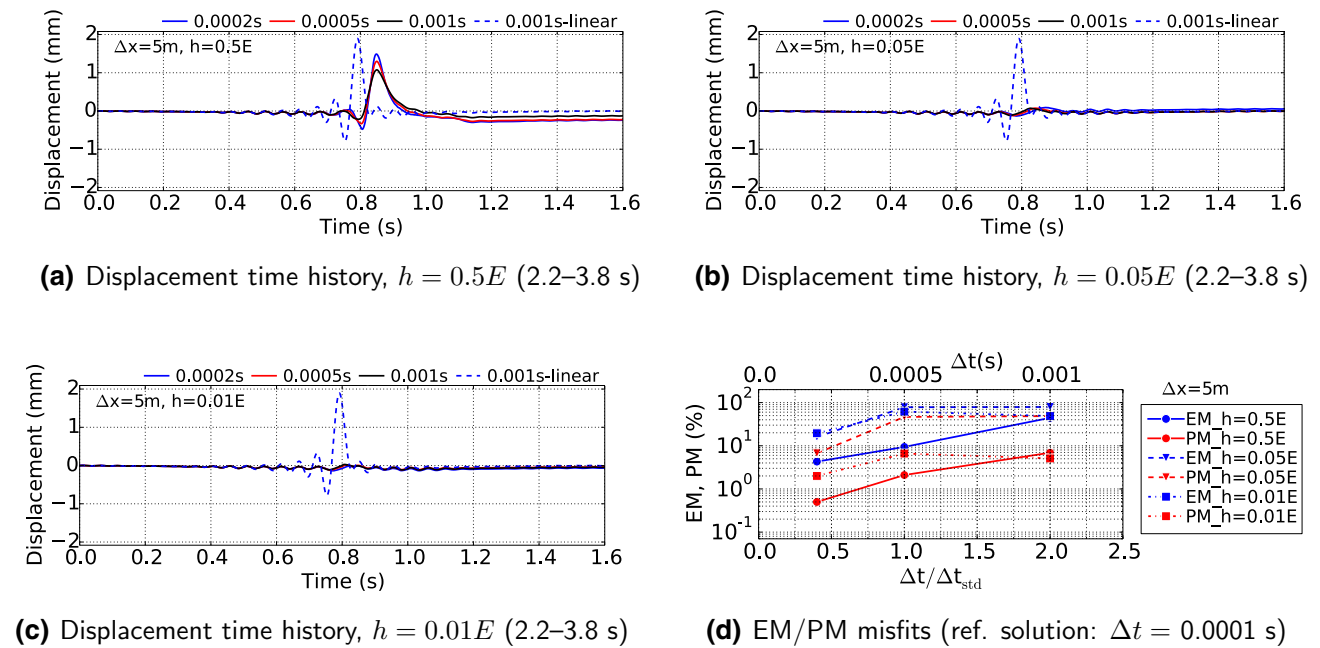 0.0002s 0.0005s 0.001s 0.001s-linear
Δx=5m, h=0.5E
Displacement (mm)
2
1
0
−1
−2
0.0 0.2 0.4 0.6 0.8 1.0 1.2 1.4 1.6
Time (s)
(a) Displacement time history, h = 0.5E (2.2–3.8 s)
0.0002s 0.0005s 0.001s 0.001s-linear
Δx=5m, h=0.05E
Displacement (mm)
2
1
0
−1
−2
0.0 0.2 0.4 0.6 0.8 1.0 1.2 1.4 1.6
Time (s)
(b) Displacement time history, h = 0.05E (2.2–3.8 s)
0.0002s 0.0005s 0.001s 0.001s-linear
Δx=5m, h=0.01E
Displacement (mm)
2
1
0
−1
−2
0.0 0.2 0.4 0.6 0.8 1.0 1.2 1.4 1.6
Time (s)
(c) Displacement time history, h = 0.01E (2.2–3.8 s)
Δt(s)
0.0 0.0005 0.001
EM, PM (%)
10^2
10^1
10^0
10^-1
0.0 0.5 1.0 1.5 2.0 2.5
Δt/Δt_std
Δx=5m
EM_h=0.5E
PM_h=0.5E
EM_h=0.05E
PM_h=0.05E
EM_h=0.01E
PM_h=0.01E
(d) EM/PM misfits (ref. solution: Δt = 0.0001 s)